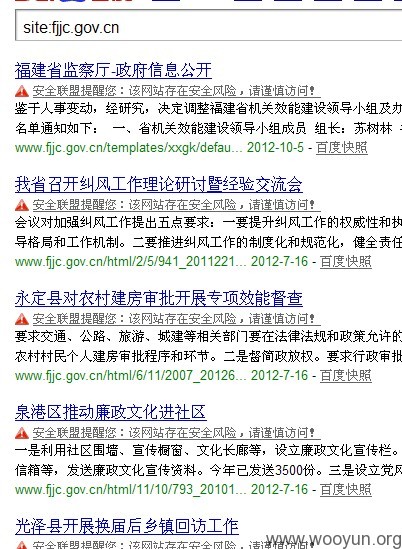 site:fjjc.gov.cn
福建省监察厅-政府信息公开
安全联盟提醒您：该网站存在安全风险，请谨慎访问！
鉴于人事变动，经研究，决定调整福建省机关效能建设领导小组及办
名单通知如下： 一、省机关效能建设领导小组成员 组长：苏树林
www.fjjc.gov.cn/templates/xxgk/defau... 2012-10-5 - 百度快照
我省召开纠风工作理论研讨暨经验交流会
安全联盟提醒您：该网站存在安全风险，请谨慎访问！
会议对加强纠风工作提出五点要求：一要提升纠风工作的权威性和执
导格局和工作机制。二要推进纠风工作的制度化和规范化，健全责任
www.fjjc.gov.cn/html/2/5/941_2011221... 2012-7-16 - 百度快照
永定县对农村建房审批开展专项效能督查
安全联盟提醒您：该网站存在安全风险，请谨慎访问！
要求交通、公路、旅游、城建等相关部门要在法律法规和政策允许的
农村村民个人建房审批程序和环节。二是督简政放权。要求行政审批
www.fjjc.gov.cn/html/6/11/2007_20126... 2012-7-16 - 百度快照
泉港区推动廉政文化进社区
安全联盟提醒您：该网站存在安全风险，请谨慎访问！
一是利用社区围墙、宣传橱窗、文化长廊等，设立廉政文化宣传栏。
信箱等，发送廉政文化宣传资料。今年已发送3500份。三是设立党风
www.fjjc.gov.cn/html/11/10/793_20101... 2012-7-16 - 百度快照
光泽县开展换届后乡镇回访工作
安全联盟提醒您：该网站存在安全风险，请谨慎访问！
www.wooyun.org